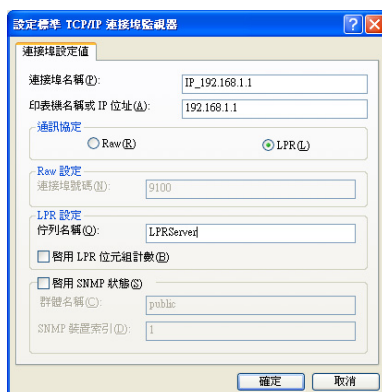 設定標準 TCP/IP 連接埠監視器
連接埠設定值
連接埠名稱(P): IP_192.168.1.1
印表機名稱或 IP 位址(A): 192.168.1.1
通訊協定
Raw(R) LPR(L)
Raw 設定
連接埠號碼(N): 9100
LPR 設定
佇列名稱(Q): LPRServer
啓用 LPR 位元組計數(B)
啓用 SNMP 狀態(S)
群體名稱(C): public
SNMP 裝置索引(D): 1
確定 取消